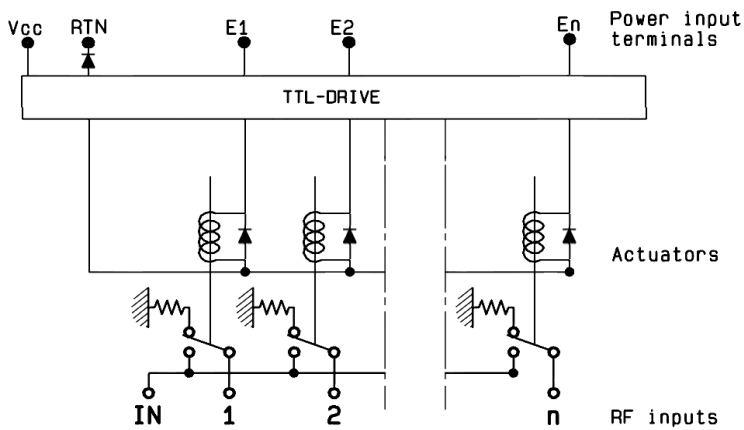 Vcc RTN E1 E2 En Power input
terminals
TTL-DRIVE
Actuators
IN 1 2 n RF inputs